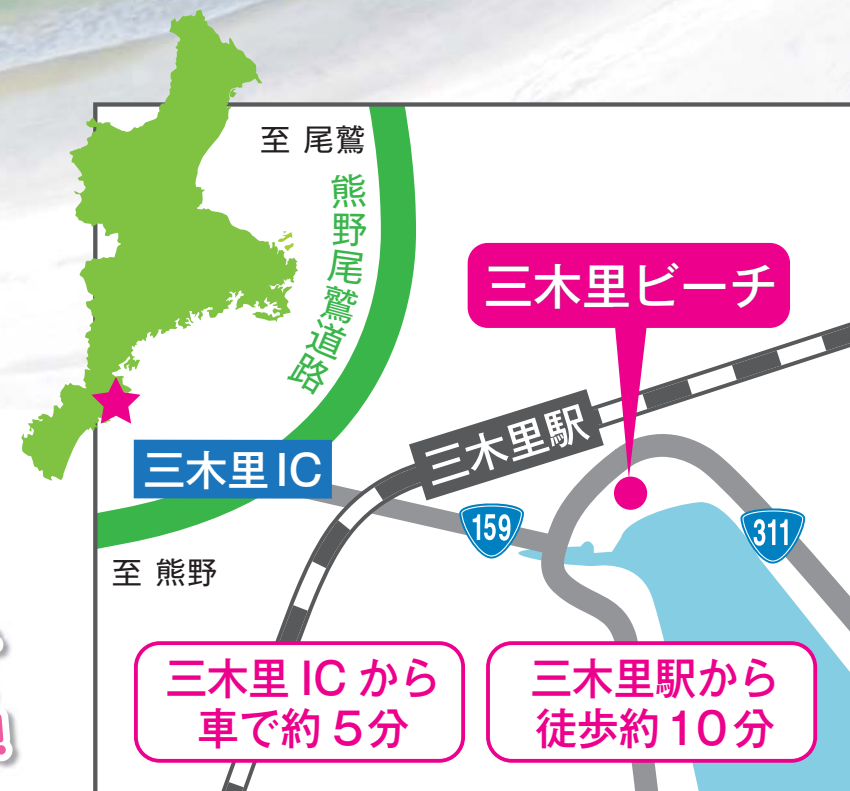 至 尾鷲
熊野尾鷲道路
三木里ビーチ
三木里駅
三木里 IC
159
311
至 熊野
三木里 IC から
車で約 5分
三木里駅から
徒歩約 10 分
!